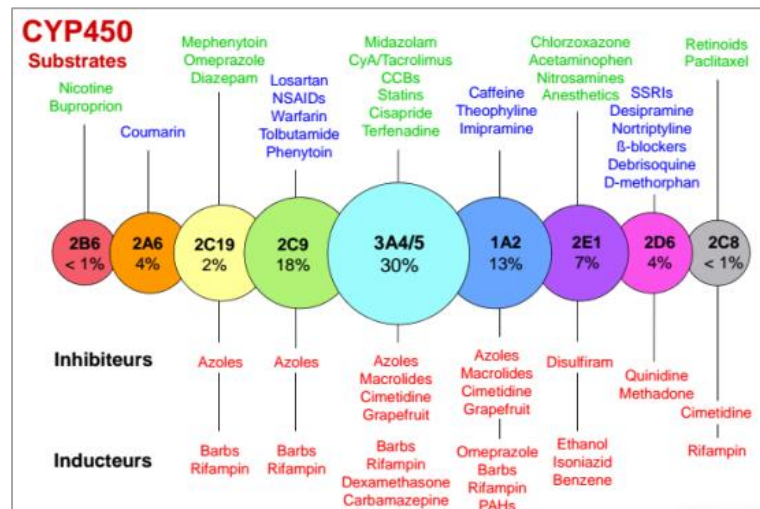 CYP450
Substrates
Nicotine
Buproprion
Coumarin
Mephenytoin
Omeprazole
Diazepam
Losartan
NSAIDs
Warfarin
Tolbutamide
Phenytoin
Midazolam
CyA/Tacrolimus
CCBs
Statins
Cisapride
Terfenadine
Caffeine
Theophyline
Imipramine
Chlorzoxazone
Acetaminophen
Nitrosamines
Anesthetics
SSRIs
Desipramine
Nortriptyline
ß-blockers
Debrisoquine
D-methorphan
Retinoids
Paclitaxel
2B6
< 1%
2A6
4%
2C19
2%
2C9
18%
3A4/5
30%
1A2
13%
2E1
7%
2D6
4%
2C8
< 1%
Inhibiteurs
Azoles
Azoles
Azoles
Macrolides
Cimetidine
Grapefruit
Azoles
Macrolides
Cimetidine
Grapefruit
Disulfiram
Quinidine
Methadone
Cimetidine
Inducteurs
Barbs
Rifampin
Barbs
Rifampin
Barbs
Rifampin
Dexamethasone
Carbamazepine
Omeprazole
Barbs
Rifampin
PAHs
Ethanol
Isoniazid
Benzene
Rifampin